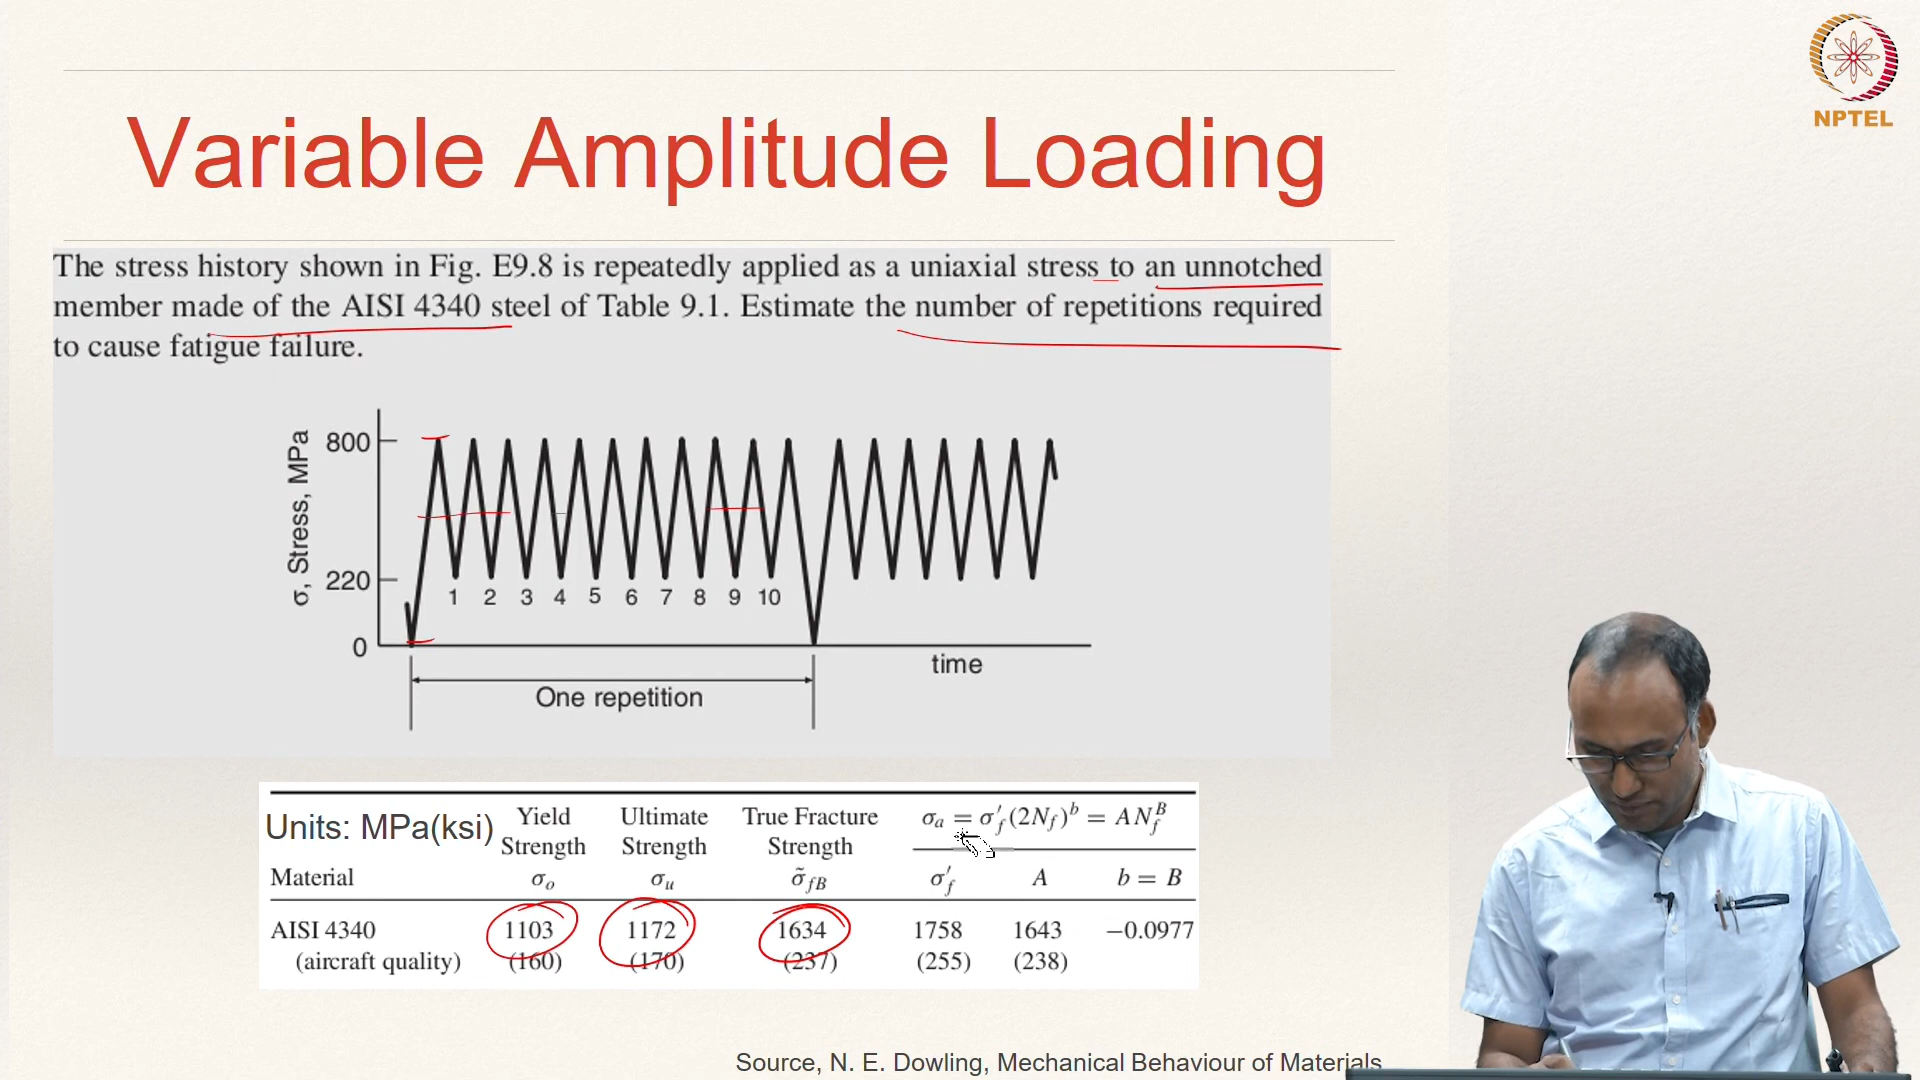 NPTEL
Variable Amplitude Loading
The stress history shown in Fig. E9.8 is repeatedly applied as a uniaxial stress to an unnotched
member made of the AISI 4340 steel of Table 9.1. Estimate the number of repetitions required
to cause fatigue failure.
σ, Stress, MPa
800
220
0
1 2 3 4 5 6 7 8 9 10
time
One repetition
Units: MPa(ksi)
Yield Ultimate True Fracture σa = σ′f(2Nf)^b = AN_f^B
Strength Strength Strength
Material σo σu σ̃fB σ′f A b = B
AISI 4340 1103 1172 1634 1758 1643 −0.0977
(aircraft quality) (160) (170) (237) (255) (238)
Source, N. E. Dowling, Mechanical Behaviour of Materials